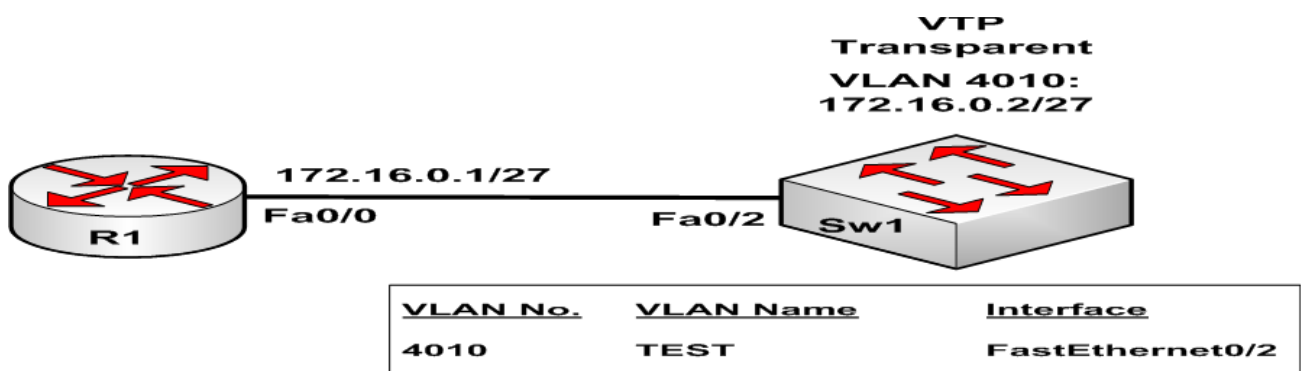 VTP
Transparent
VLAN 4010:
172.16.0.2/27
172.16.0.1/27
Fa0/0
Fa0/2
R1
Sw1
VLAN No. VLAN Name Interface
4010 TEST FastEthernet0/2